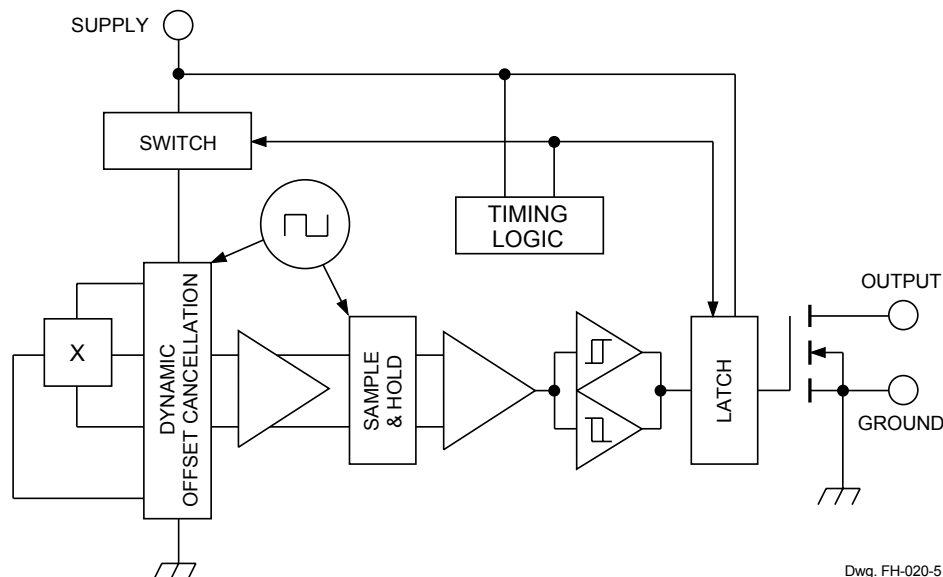 SUPPLY
SWITCH
TIMING
LOGIC
OUTPUT
X
DYNAMIC
OFFSET CANCELLATION
SAMPLE
& HOLD
LATCH
GROUND
Dwg. FH-020-5